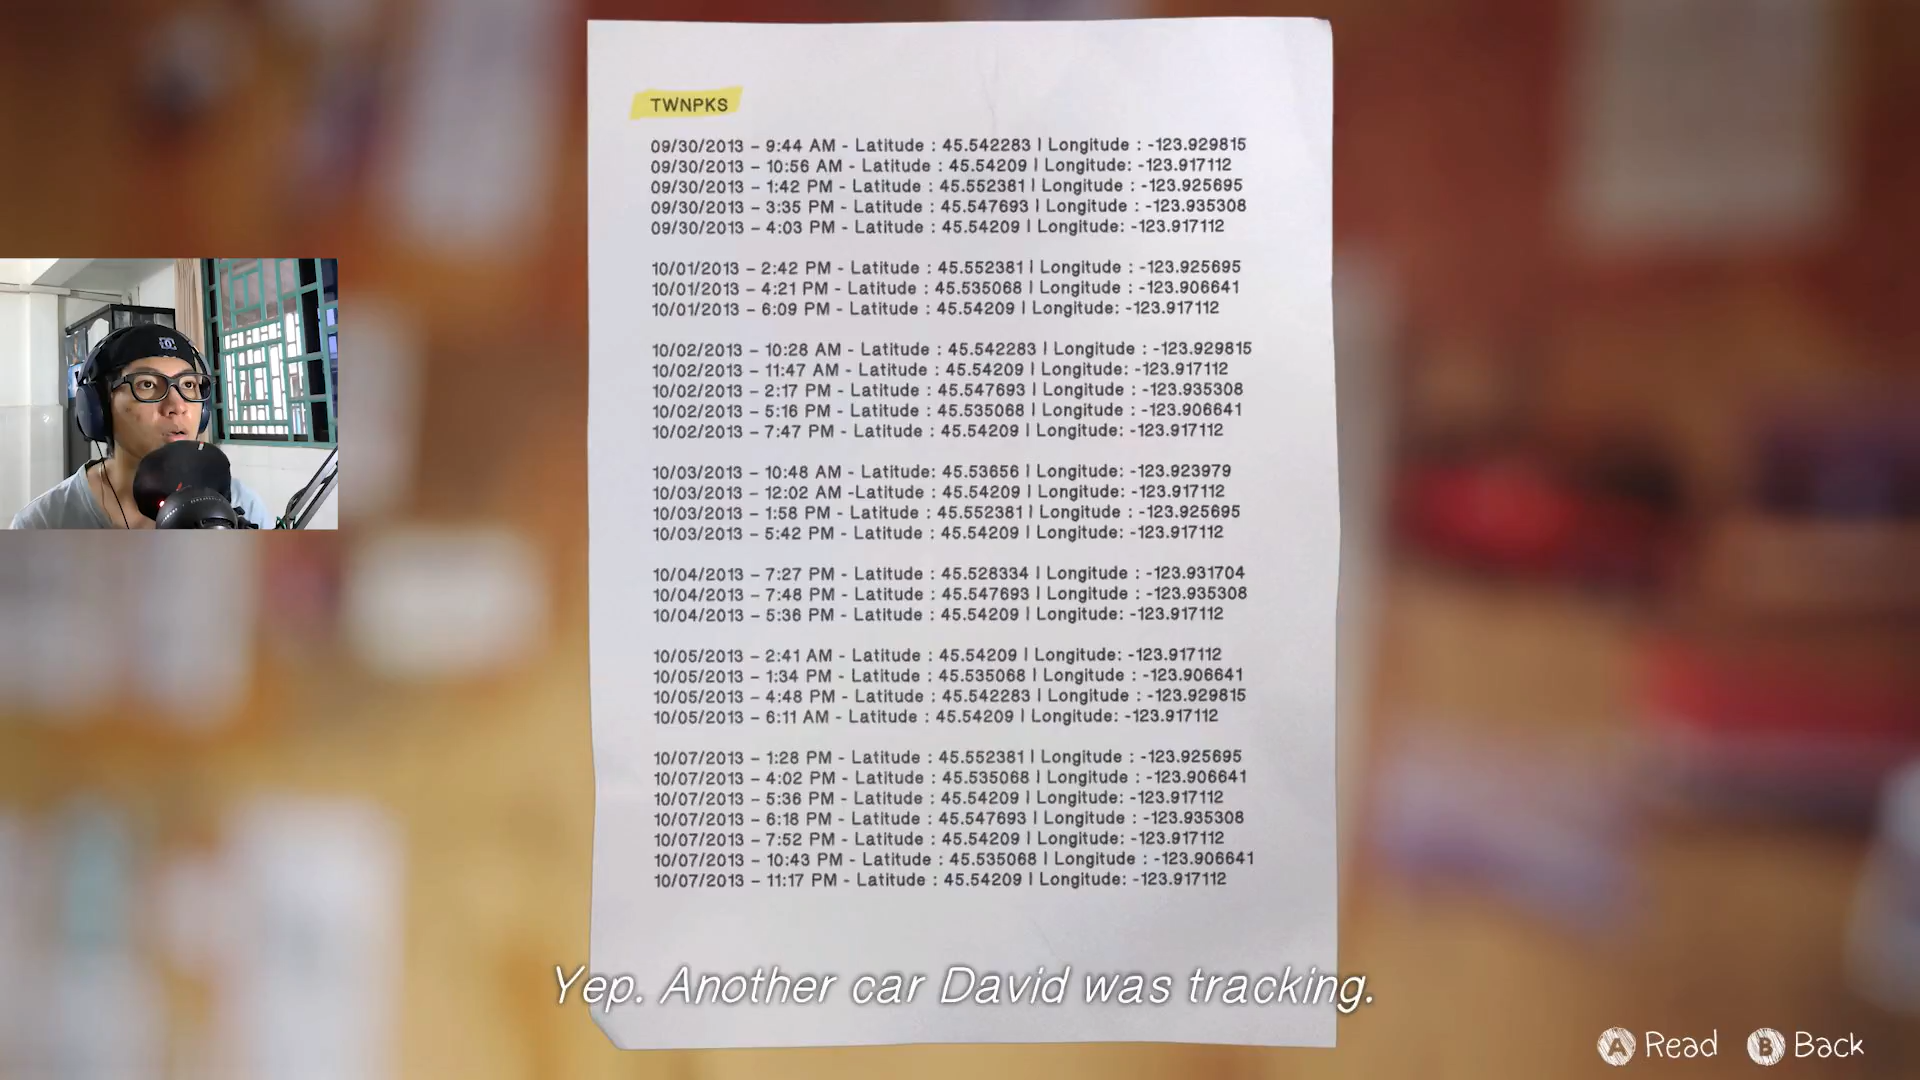 TWNPKS
09/30/2013 – 9:44 AM - Latitude : 45.542283 | Longitude : -123.929815
09/30/2013 – 10:56 AM - Latitude : 45.54209 | Longitude: -123.917112
09/30/2013 – 1:42 PM - Latitude : 45.552381 | Longitude : -123.925695
09/30/2013 – 3:35 PM - Latitude : 45.547693 | Longitude : -123.935308
09/30/2013 – 4:03 PM - Latitude : 45.54209 | Longitude: -123.917112
10/01/2013 – 2:42 PM - Latitude : 45.552381 | Longitude : -123.925695
10/01/2013 – 4:21 PM - Latitude : 45.535068 | Longitude : -123.906641
10/01/2013 – 6:09 PM - Latitude : 45.54209 | Longitude: -123.917112
10/02/2013 – 10:28 AM - Latitude : 45.542283 | Longitude : -123.929815
10/02/2013 – 11:47 AM - Latitude : 45.54209 | Longitude: -123.917112
10/02/2013 – 2:17 PM - Latitude : 45.547693 | Longitude : -123.935308
10/02/2013 – 5:16 PM - Latitude : 45.535068 | Longitude : -123.906641
10/02/2013 – 7:47 PM - Latitude : 45.54209 | Longitude: -123.917112
10/03/2013 – 10:48 AM - Latitude: 45.53656 | Longitude: -123.923979
10/03/2013 – 12:02 AM -Latitude : 45.54209 | Longitude: -123.917112
10/03/2013 – 1:58 PM - Latitude : 45.552381 | Longitude : -123.925695
10/03/2013 – 5:42 PM - Latitude : 45.54209 | Longitude: -123.917112
10/04/2013 – 7:27 PM - Latitude : 45.528334 | Longitude : -123.931704
10/04/2013 – 7:48 PM - Latitude : 45.547693 | Longitude : -123.935308
10/04/2013 – 5:36 PM - Latitude : 45.54209 | Longitude: -123.917112
10/05/2013 – 2:41 AM - Latitude : 45.54209 | Longitude: -123.917112
10/05/2013 – 1:34 PM - Latitude : 45.535068 | Longitude : -123.906641
10/05/2013 – 4:48 PM - Latitude : 45.542283 | Longitude : -123.929815
10/05/2013 – 6:11 AM - Latitude : 45.54209 | Longitude: -123.917112
10/07/2013 – 1:28 PM - Latitude : 45.552381 | Longitude : -123.925695
10/07/2013 – 4:02 PM - Latitude : 45.535068 | Longitude : -123.906641
10/07/2013 – 5:36 PM - Latitude : 45.54209 | Longitude: -123.917112
10/07/2013 – 6:18 PM - Latitude : 45.547693 | Longitude : -123.935308
10/07/2013 – 7:52 PM - Latitude : 45.54209 | Longitude: -123.917112
10/07/2013 – 10:43 PM - Latitude : 45.535068 | Longitude : -123.906641
10/07/2013 – 11:17 PM - Latitude : 45.54209 | Longitude: -123.917112
Yep. Another car David was tracking.
A Read B Back